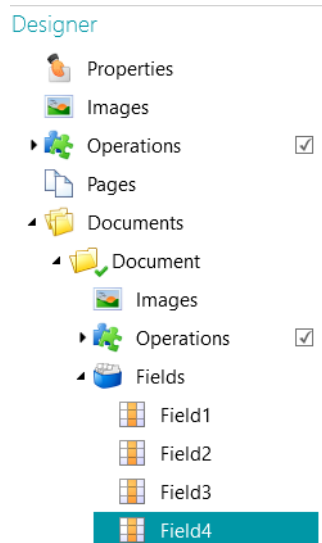 Designer
Properties
Images
Operations
Pages
Documents
Document
Images
Operations
Fields
Field1
Field2
Field3
Field4